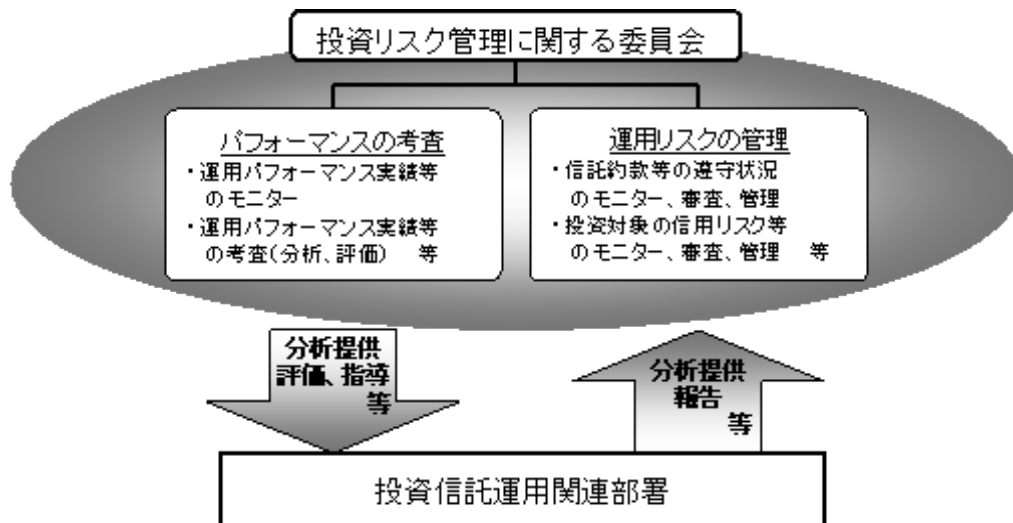 投資リスク管理に関する委員会
パフォーマンスの考査
・運用パフォーマンス実績等
のモニター
・運用パフォーマンス実績等
の考査(分析、評価) 等
運用リスクの管理
・信託約款等の遵守状況
のモニター、審査、管理
・投資対象の信用リスク等
のモニター、審査、管理 等
分析提供
評価、指導
等
分析提供
報告
等
投資信託運用関連部署